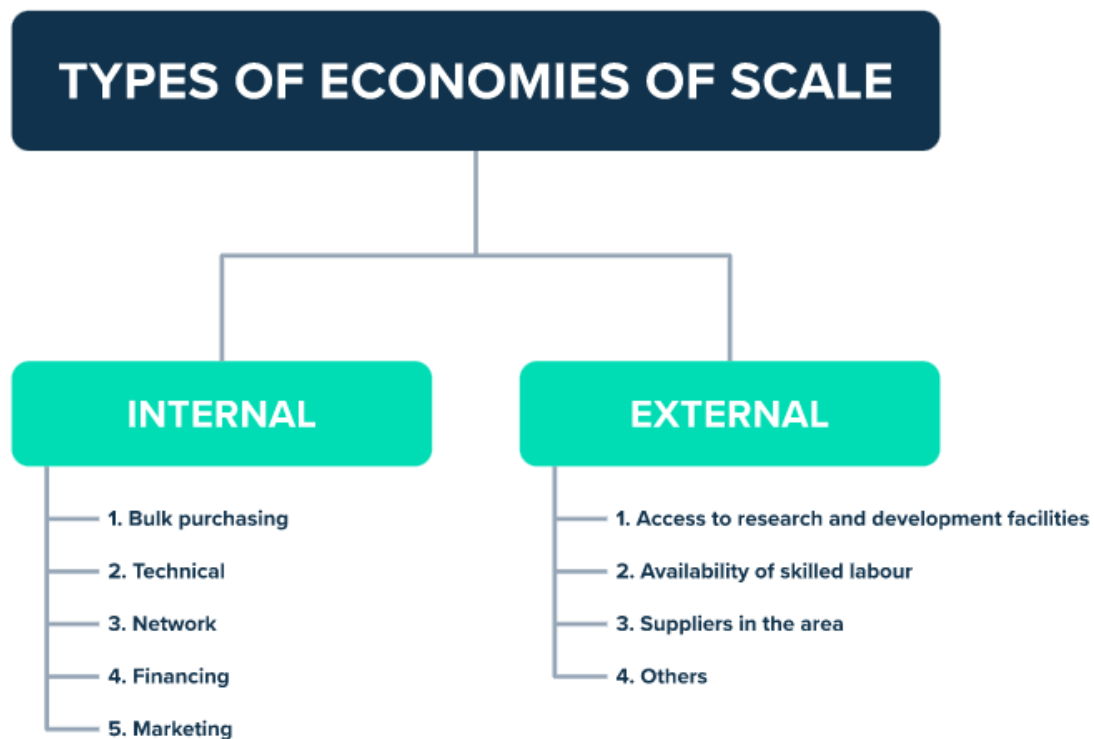 TYPES OF ECONOMIES OF SCALE
INTERNAL
1. Bulk purchasing
2. Technical
3. Network
4. Financing
5. Marketing
EXTERNAL
1. Access to research and development facilities
2. Availability of skilled labour
3. Suppliers in the area
4. Others